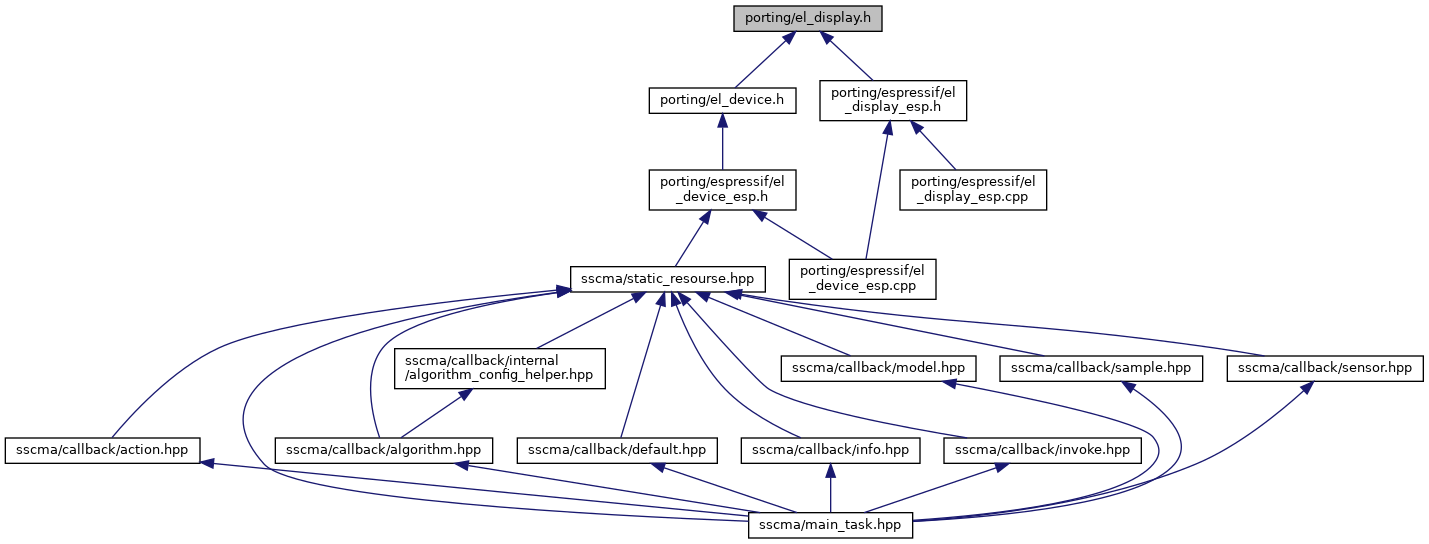 porting/el_display.h
porting/el_device.h
porting/espressif/el
_display_esp.h
porting/espressif/el
_device_esp.h
porting/espressif/el
_display_esp.cpp
sscma/static_resourse.hpp
porting/espressif/el
_device_esp.cpp
sscma/callback/internal
/algorithm_config_helper.hpp
sscma/callback/model.hpp
sscma/callback/sample.hpp
sscma/callback/sensor.hpp
sscma/callback/action.hpp
sscma/callback/algorithm.hpp
sscma/callback/default.hpp
sscma/callback/info.hpp
sscma/callback/invoke.hpp
sscma/main_task.hpp